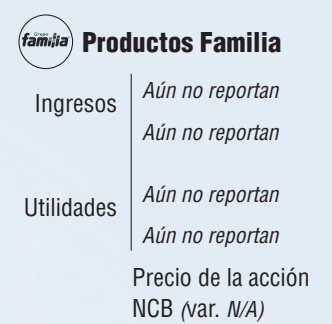 Grupo
familia
Productos Familia
Ingresos
Aún no reportan
Aún no reportan
Utilidades
Aún no reportan
Aún no reportan
Precio de la acción
NCB (var. N/A)